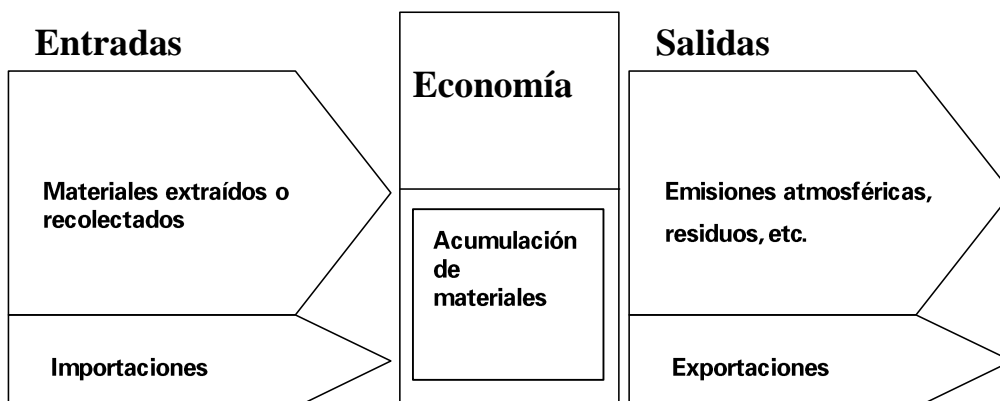 Entradas
Materiales extraídos o
recolectados
Importaciones
Economía
Acumulación
de
materiales
Salidas
Emisiones atmosféricas,
residuos, etc.
Exportaciones